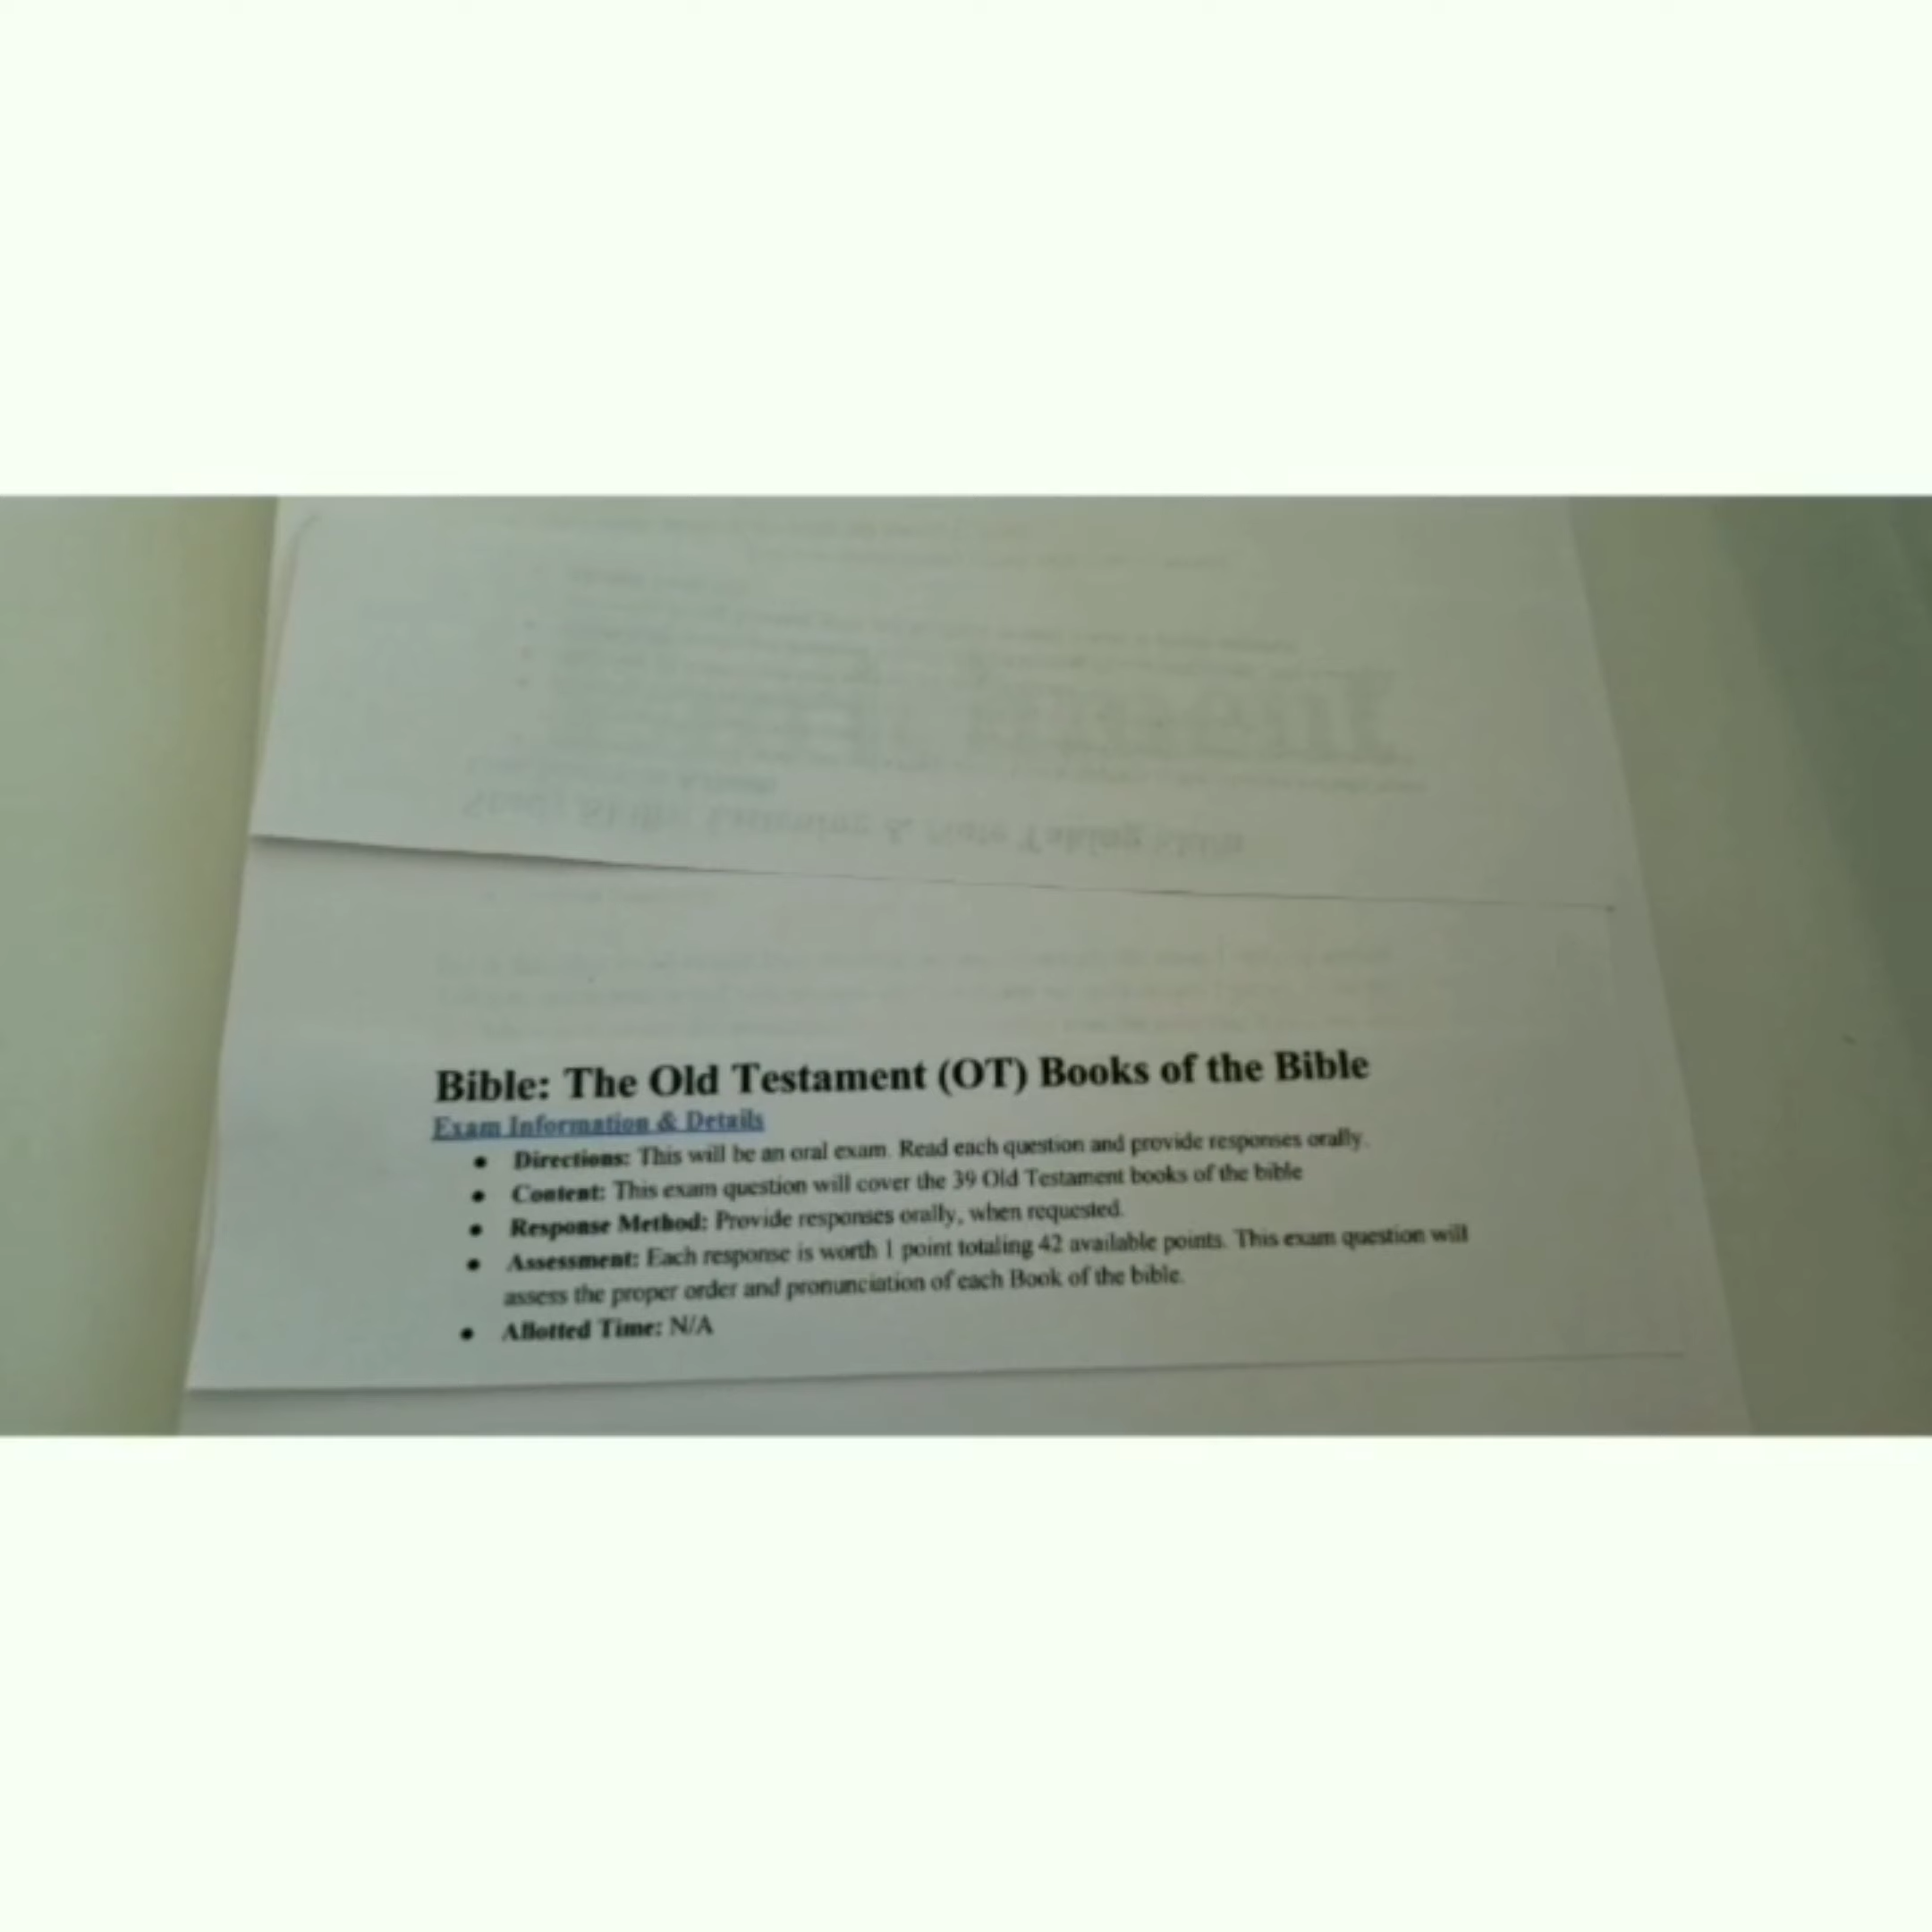 Bible: The Old Testament (OT) Books of the Bible
Exam Information & Details
● Directions: This will be an oral exam. Read each question and provide responses orally.
● Content: This exam question will cover the 39 Old Testament books of the bible
● Response Method: Provide responses orally, when requested.
● Assessment: Each response is worth 1 point totaling 42 available points. This exam question will
assess the proper order and pronunciation of each Book of the bible.
● Allotted Time: N/A